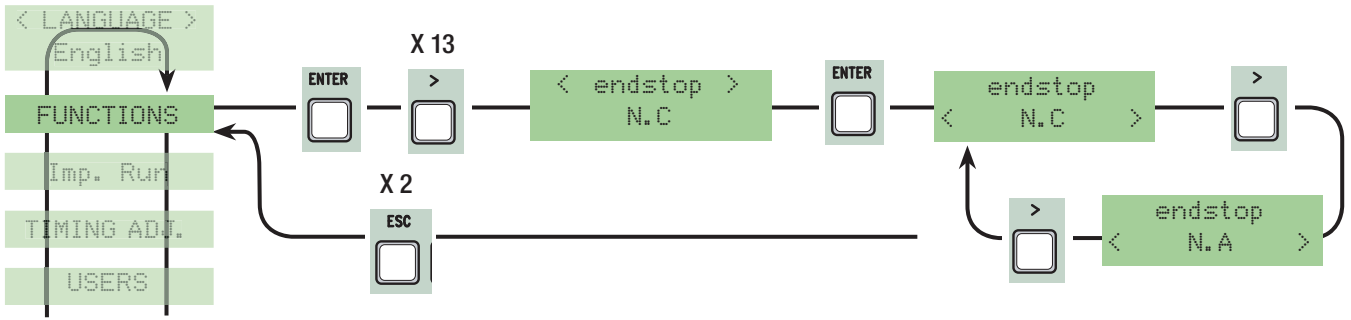 < LANGUAGE >
English
FUNCTIONS
Imp. Run
TIMING ADJ.
USERS
ENTER
X 13
>
< endstop >
N.C
ENTER
endstop
< N.C >
>
endstop
< N.A >
>
X 2
ESC